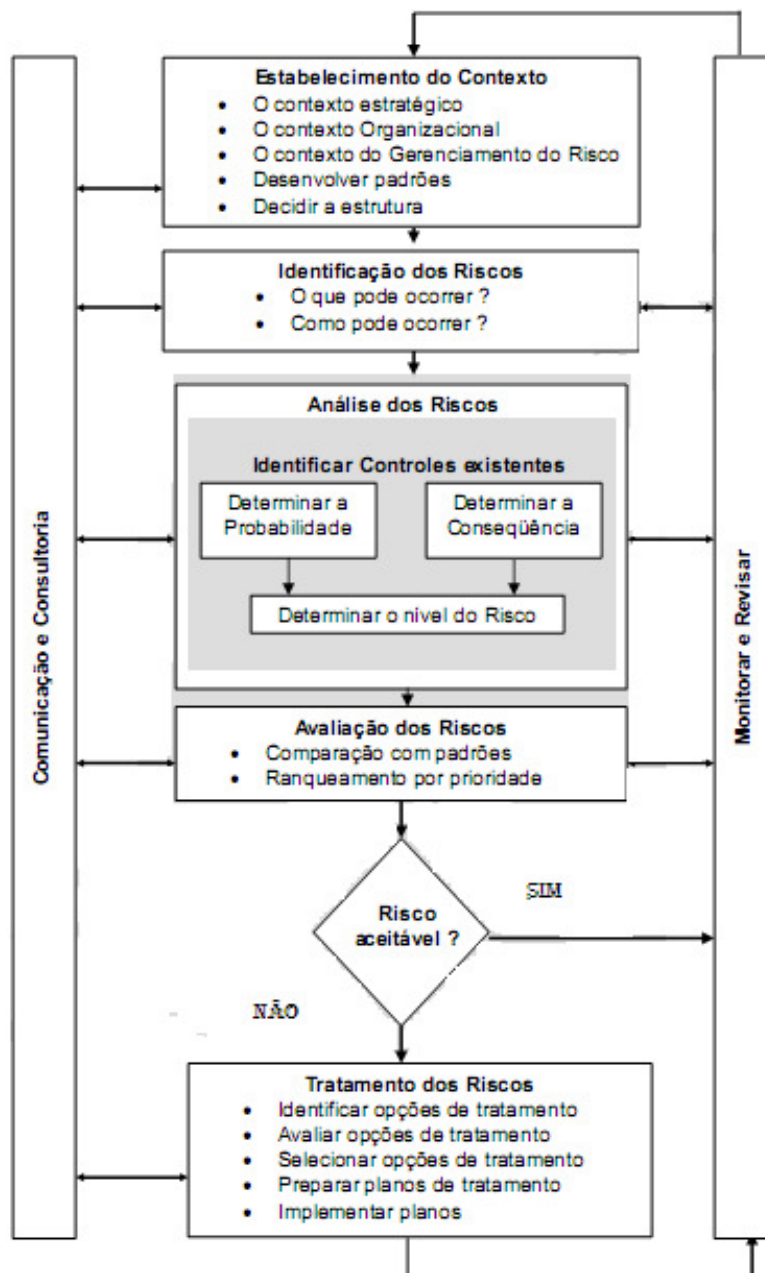 Estabelecimento do Contexto
• O contexto estratégico
• O contexto Organizacional
• O contexto do Gerenciamento do Risco
• Desenvolver padrões
• Decidir a estrutura
Identificação dos Riscos
• O que pode ocorrer ?
• Como pode ocorrer ?
Análise dos Riscos
Identificar Controles existentes
Determinar a
Probabilidade
Determinar a
Conseqüência
Determinar o nível do Risco
Avaliação dos Riscos
• Comparação com padrões
• Ranqueamento por prioridade
Risco
aceitável ?
SIM
NÃO
Tratamento dos Riscos
• Identificar opções de tratamento
• Avaliar opções de tratamento
• Selecionar opções de tratamento
• Preparar planos de tratamento
• Implementar planos
Comunicação e Consultoria
Monitorar e Revisar